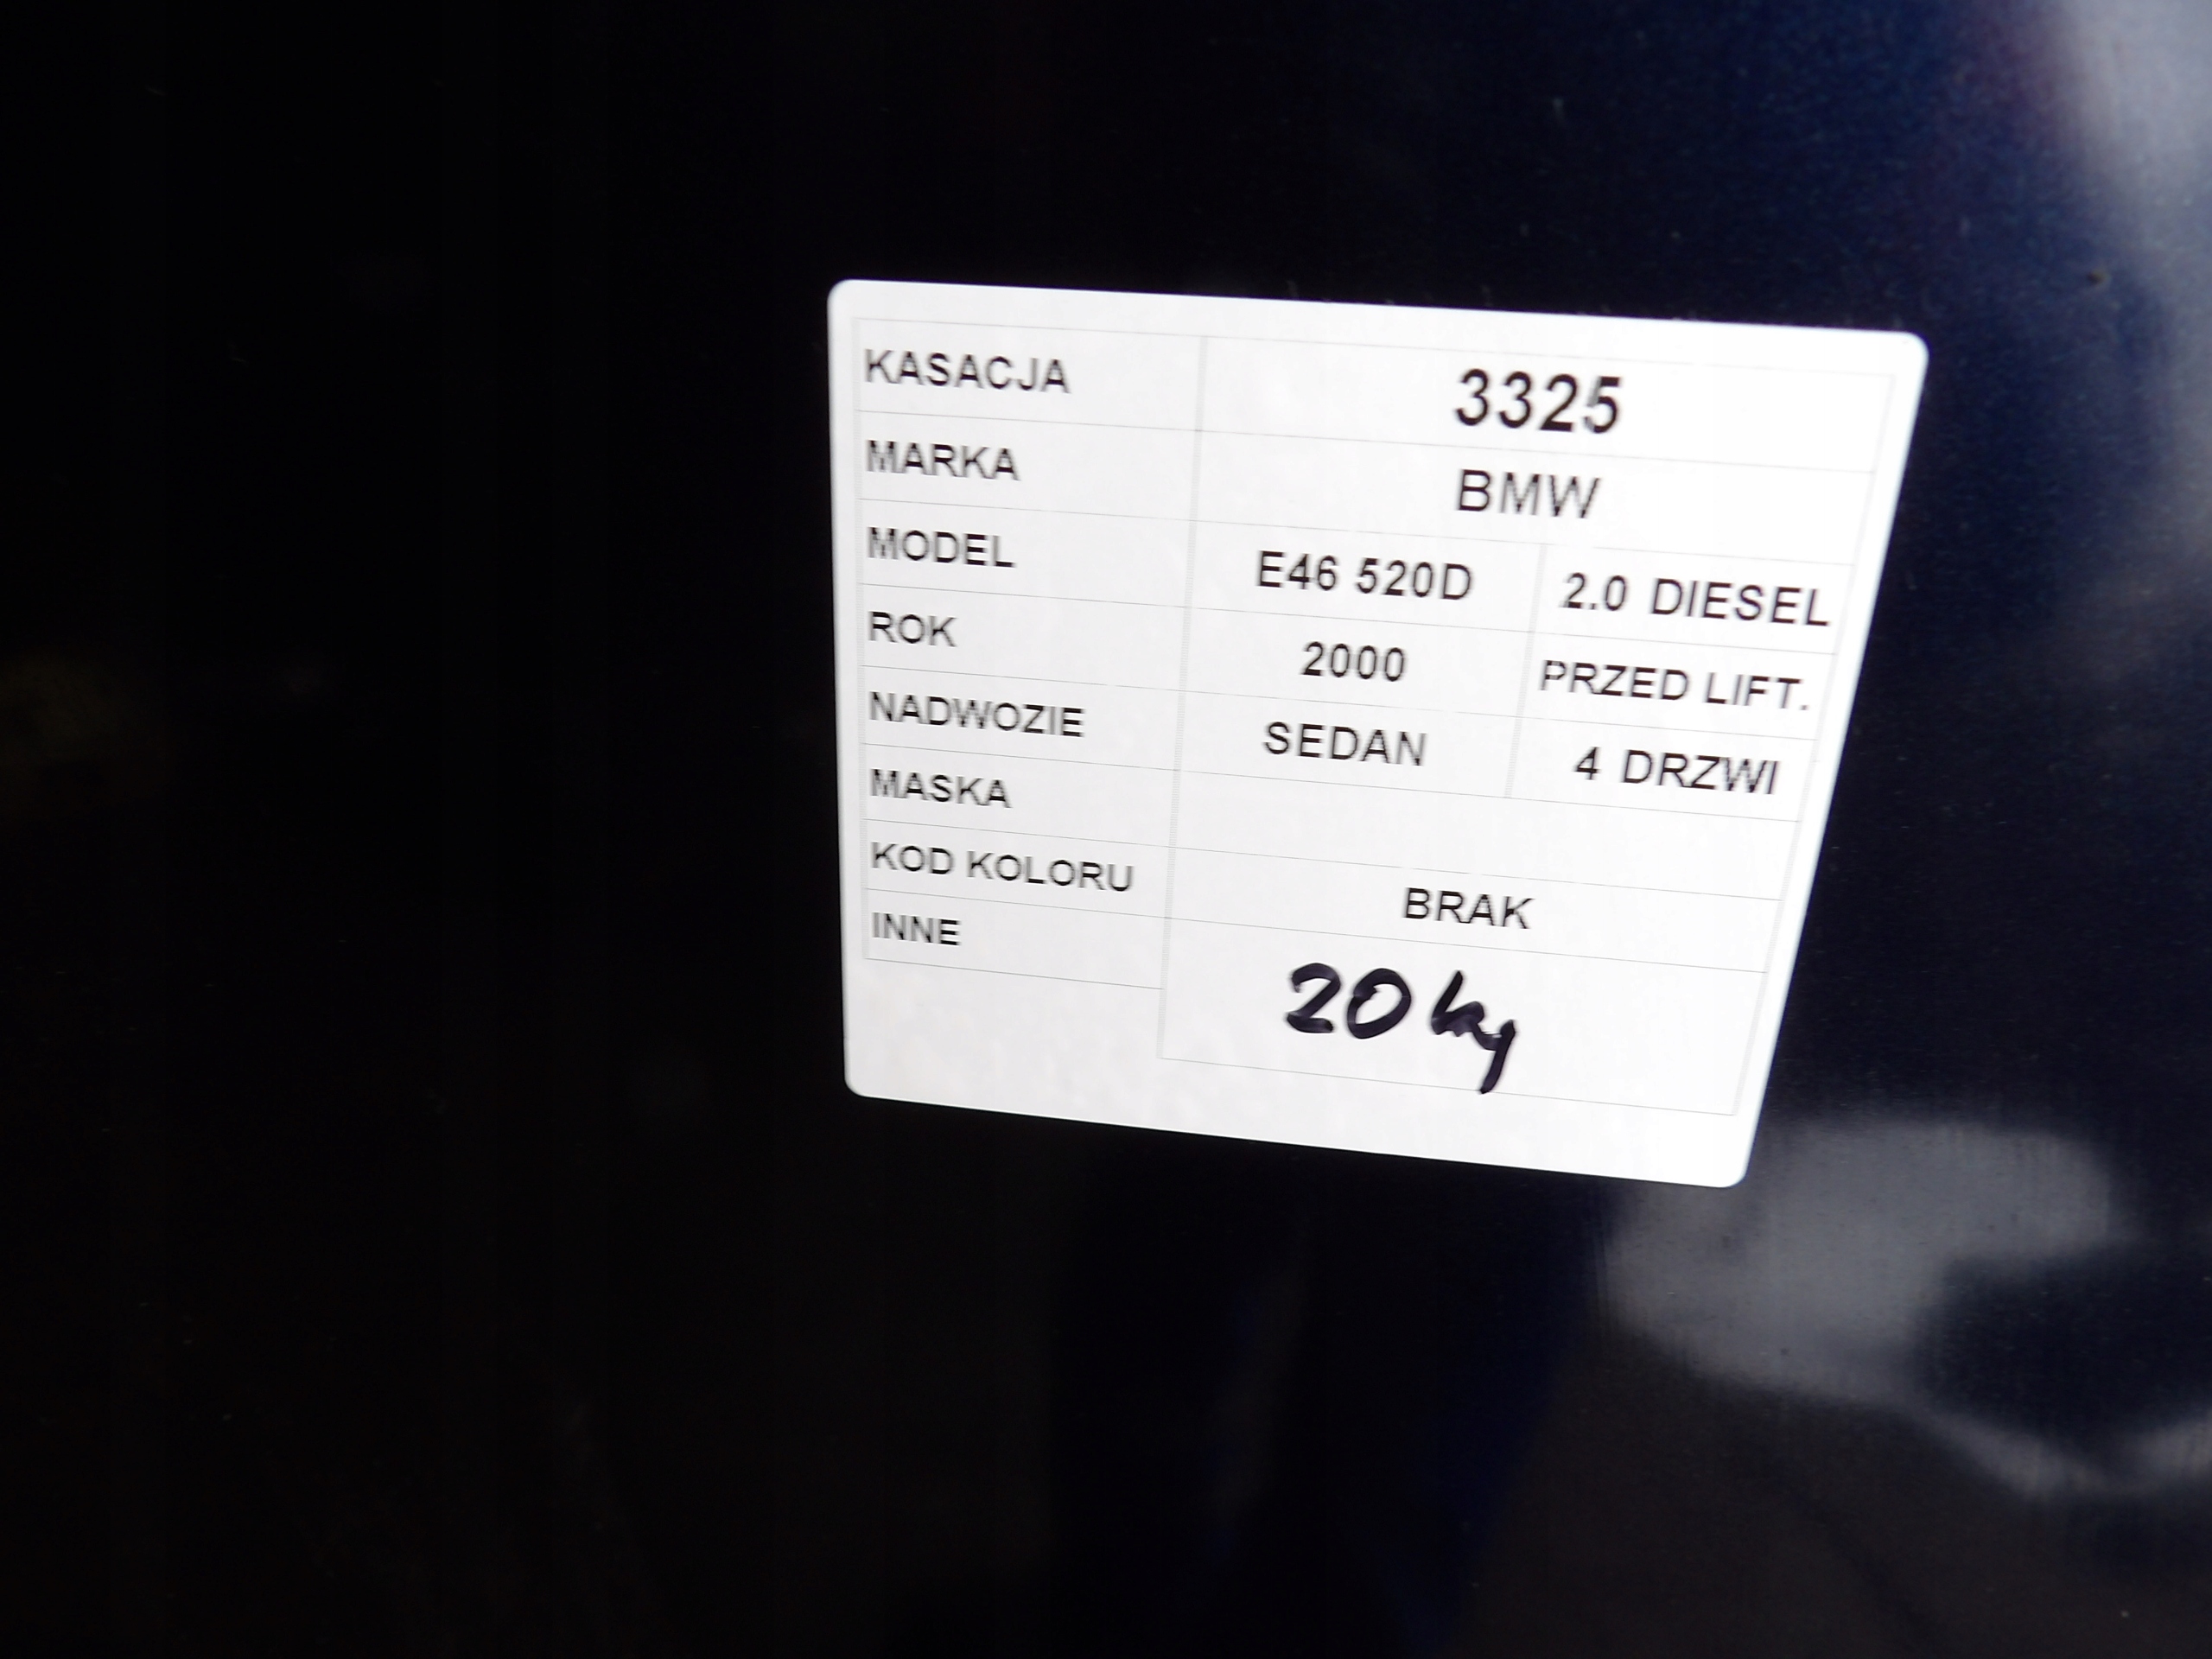 KASACJA 3325
MARKA BMW
MODEL E46 520D 2.0 DIESEL
ROK 2000 PRZED LIFT.
NADWOZIE SEDAN 4 DRZWI
MASKA
KOD KOLORU BRAK
INNE 20 kg